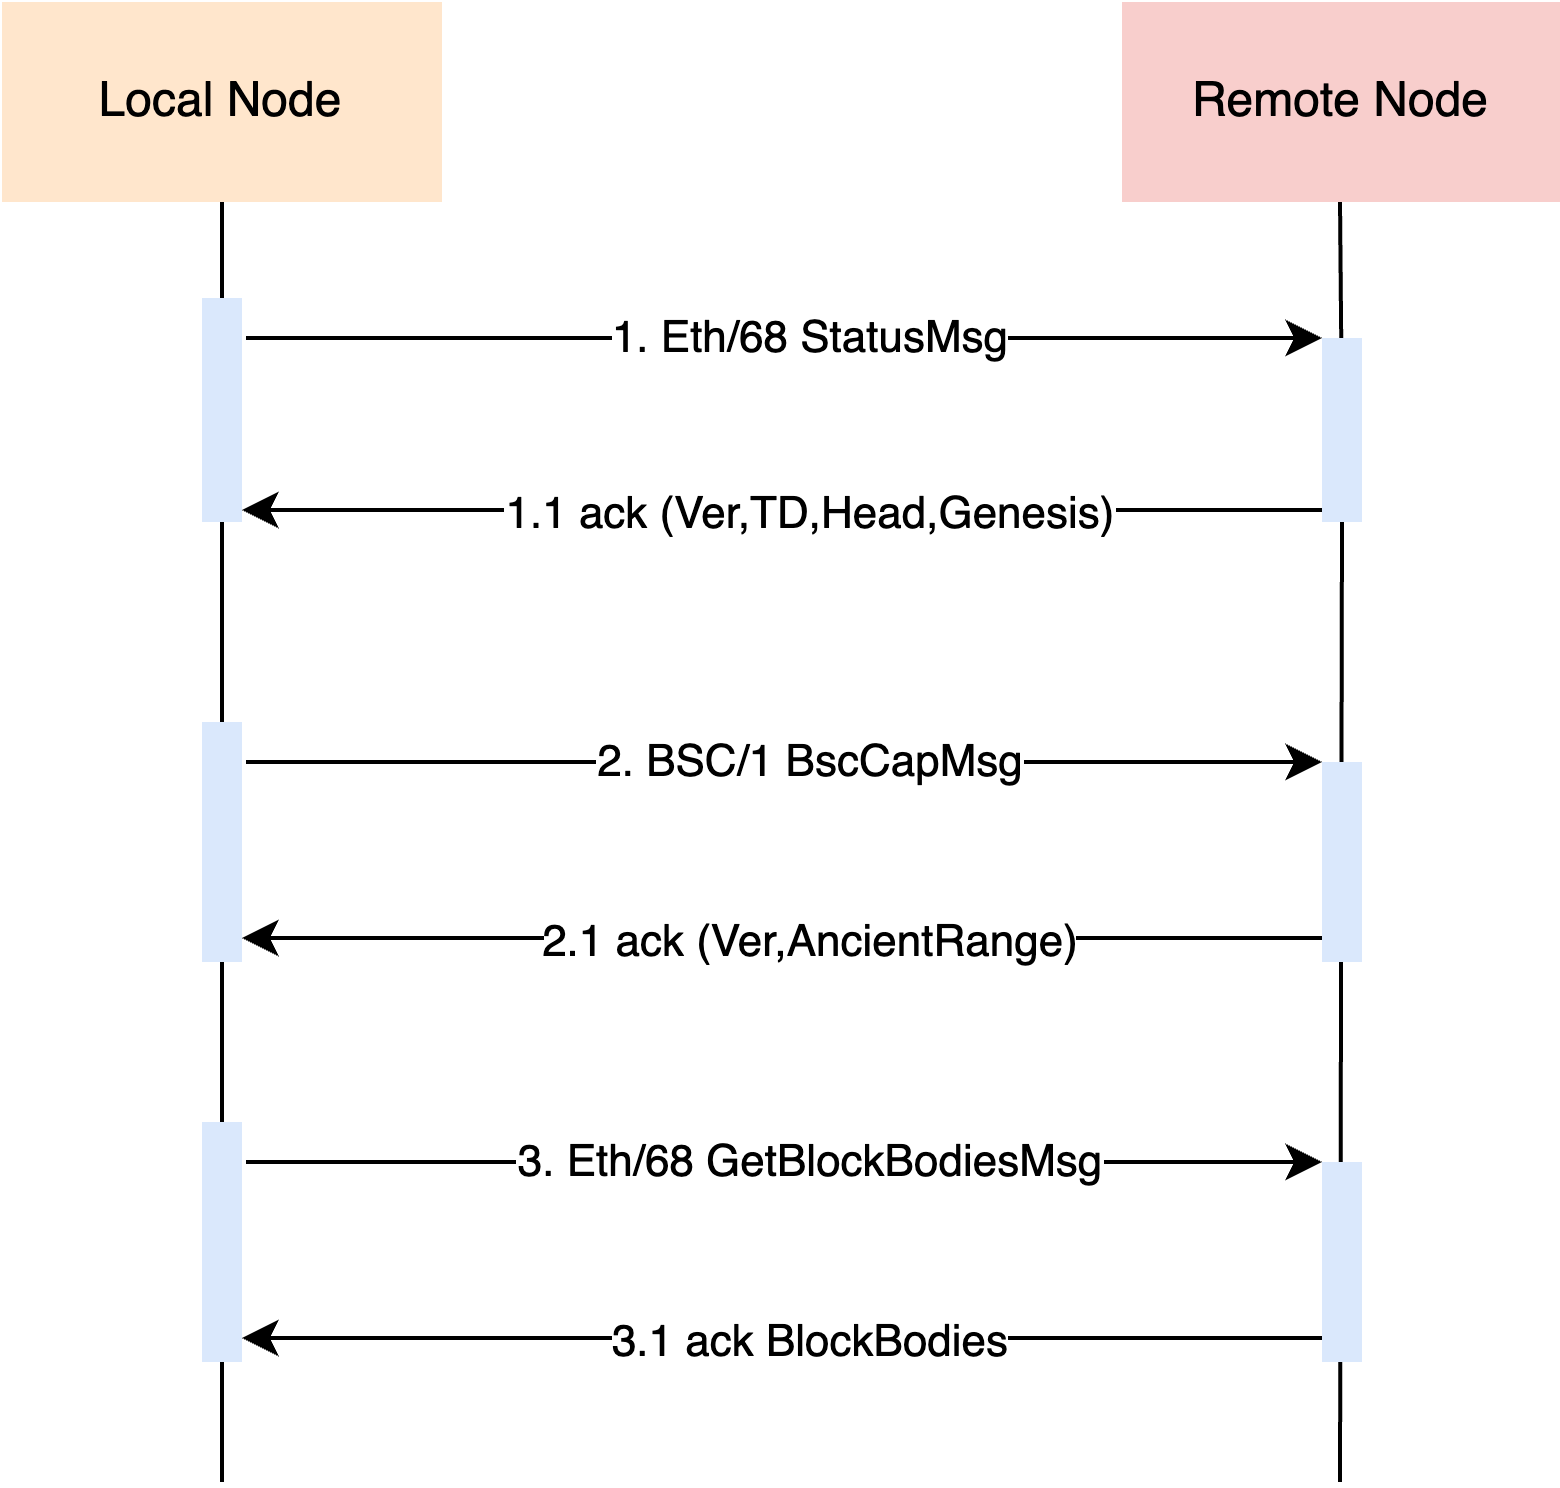 Local Node
Remote Node
1. Eth/68 StatusMsg
1.1 ack (Ver,TD,Head,Genesis)
2. BSC/1 BscCapMsg
2.1 ack (Ver,AncientRange)
3. Eth/68 GetBlockBodiesMsg
3.1 ack BlockBodies